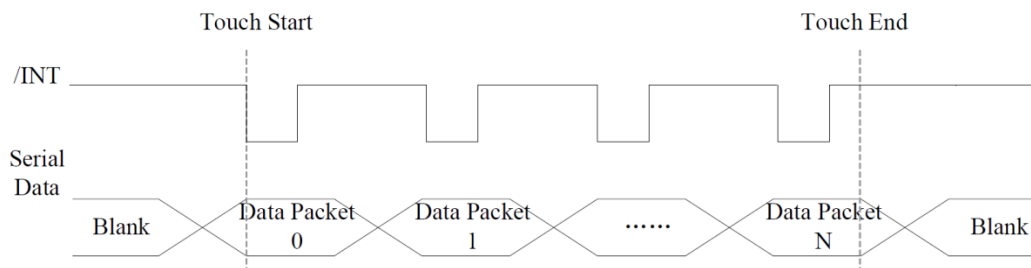 Touch Start
Touch End
/INT
Serial
Data
Blank
Data Packet
0
Data Packet
1
......
Data Packet
N
Blank